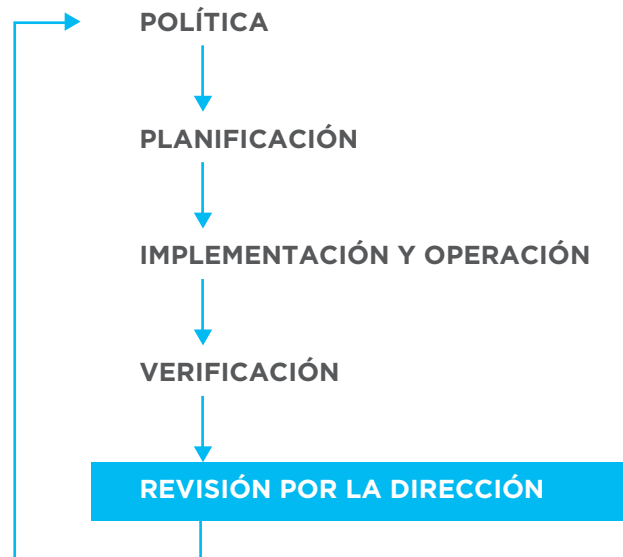 POLÍTICA
PLANIFICACIÓN
IMPLEMENTACIÓN Y OPERACIÓN
VERIFICACIÓN
REVISIÓN POR LA DIRECCIÓN